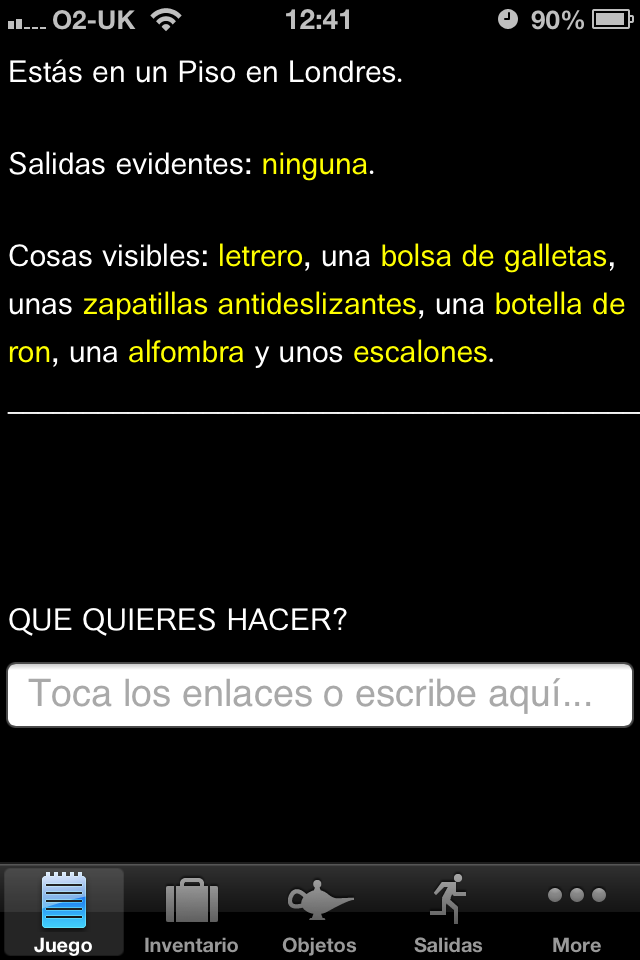 O2-UK 12:41 90%
Estás en un Piso en Londres.
Salidas evidentes: ninguna.
Cosas visibles: letrero, una bolsa de galletas,
unas zapatillas antideslizantes, una botella de
ron, una alfombra y unos escalones.
QUE QUIERES HACER?
Toca los enlaces o escribe aquí...
Juego Inventario Objetos Salidas More